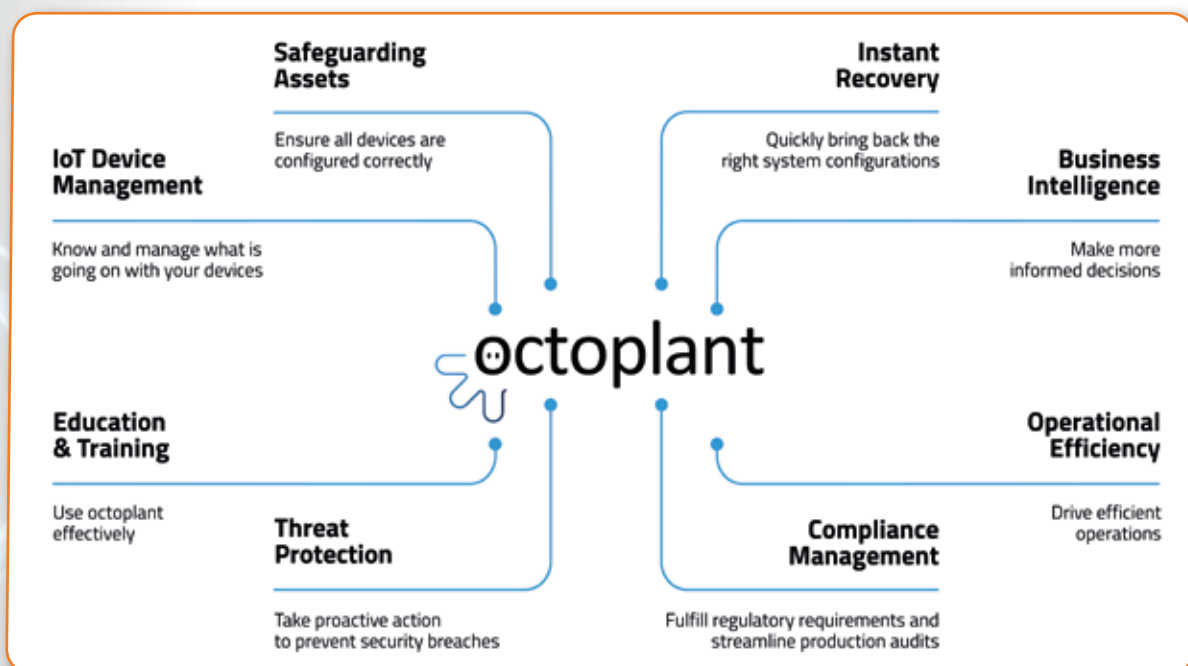 Safeguarding
Assets
Ensure all devices are
configured correctly
Instant
Recovery
Quickly bring back the
right system configurations
IoT Device
Management
Know and manage what is
going on with your devices
Business
Intelligence
Make more
informed decisions
octoplant
Education
& Training
Use octoplant
effectively
Operational
Efficiency
Drive efficient
operations
Threat
Protection
Take proactive action
to prevent security breaches
Compliance
Management
Fulfill regulatory requirements and
streamline production audits